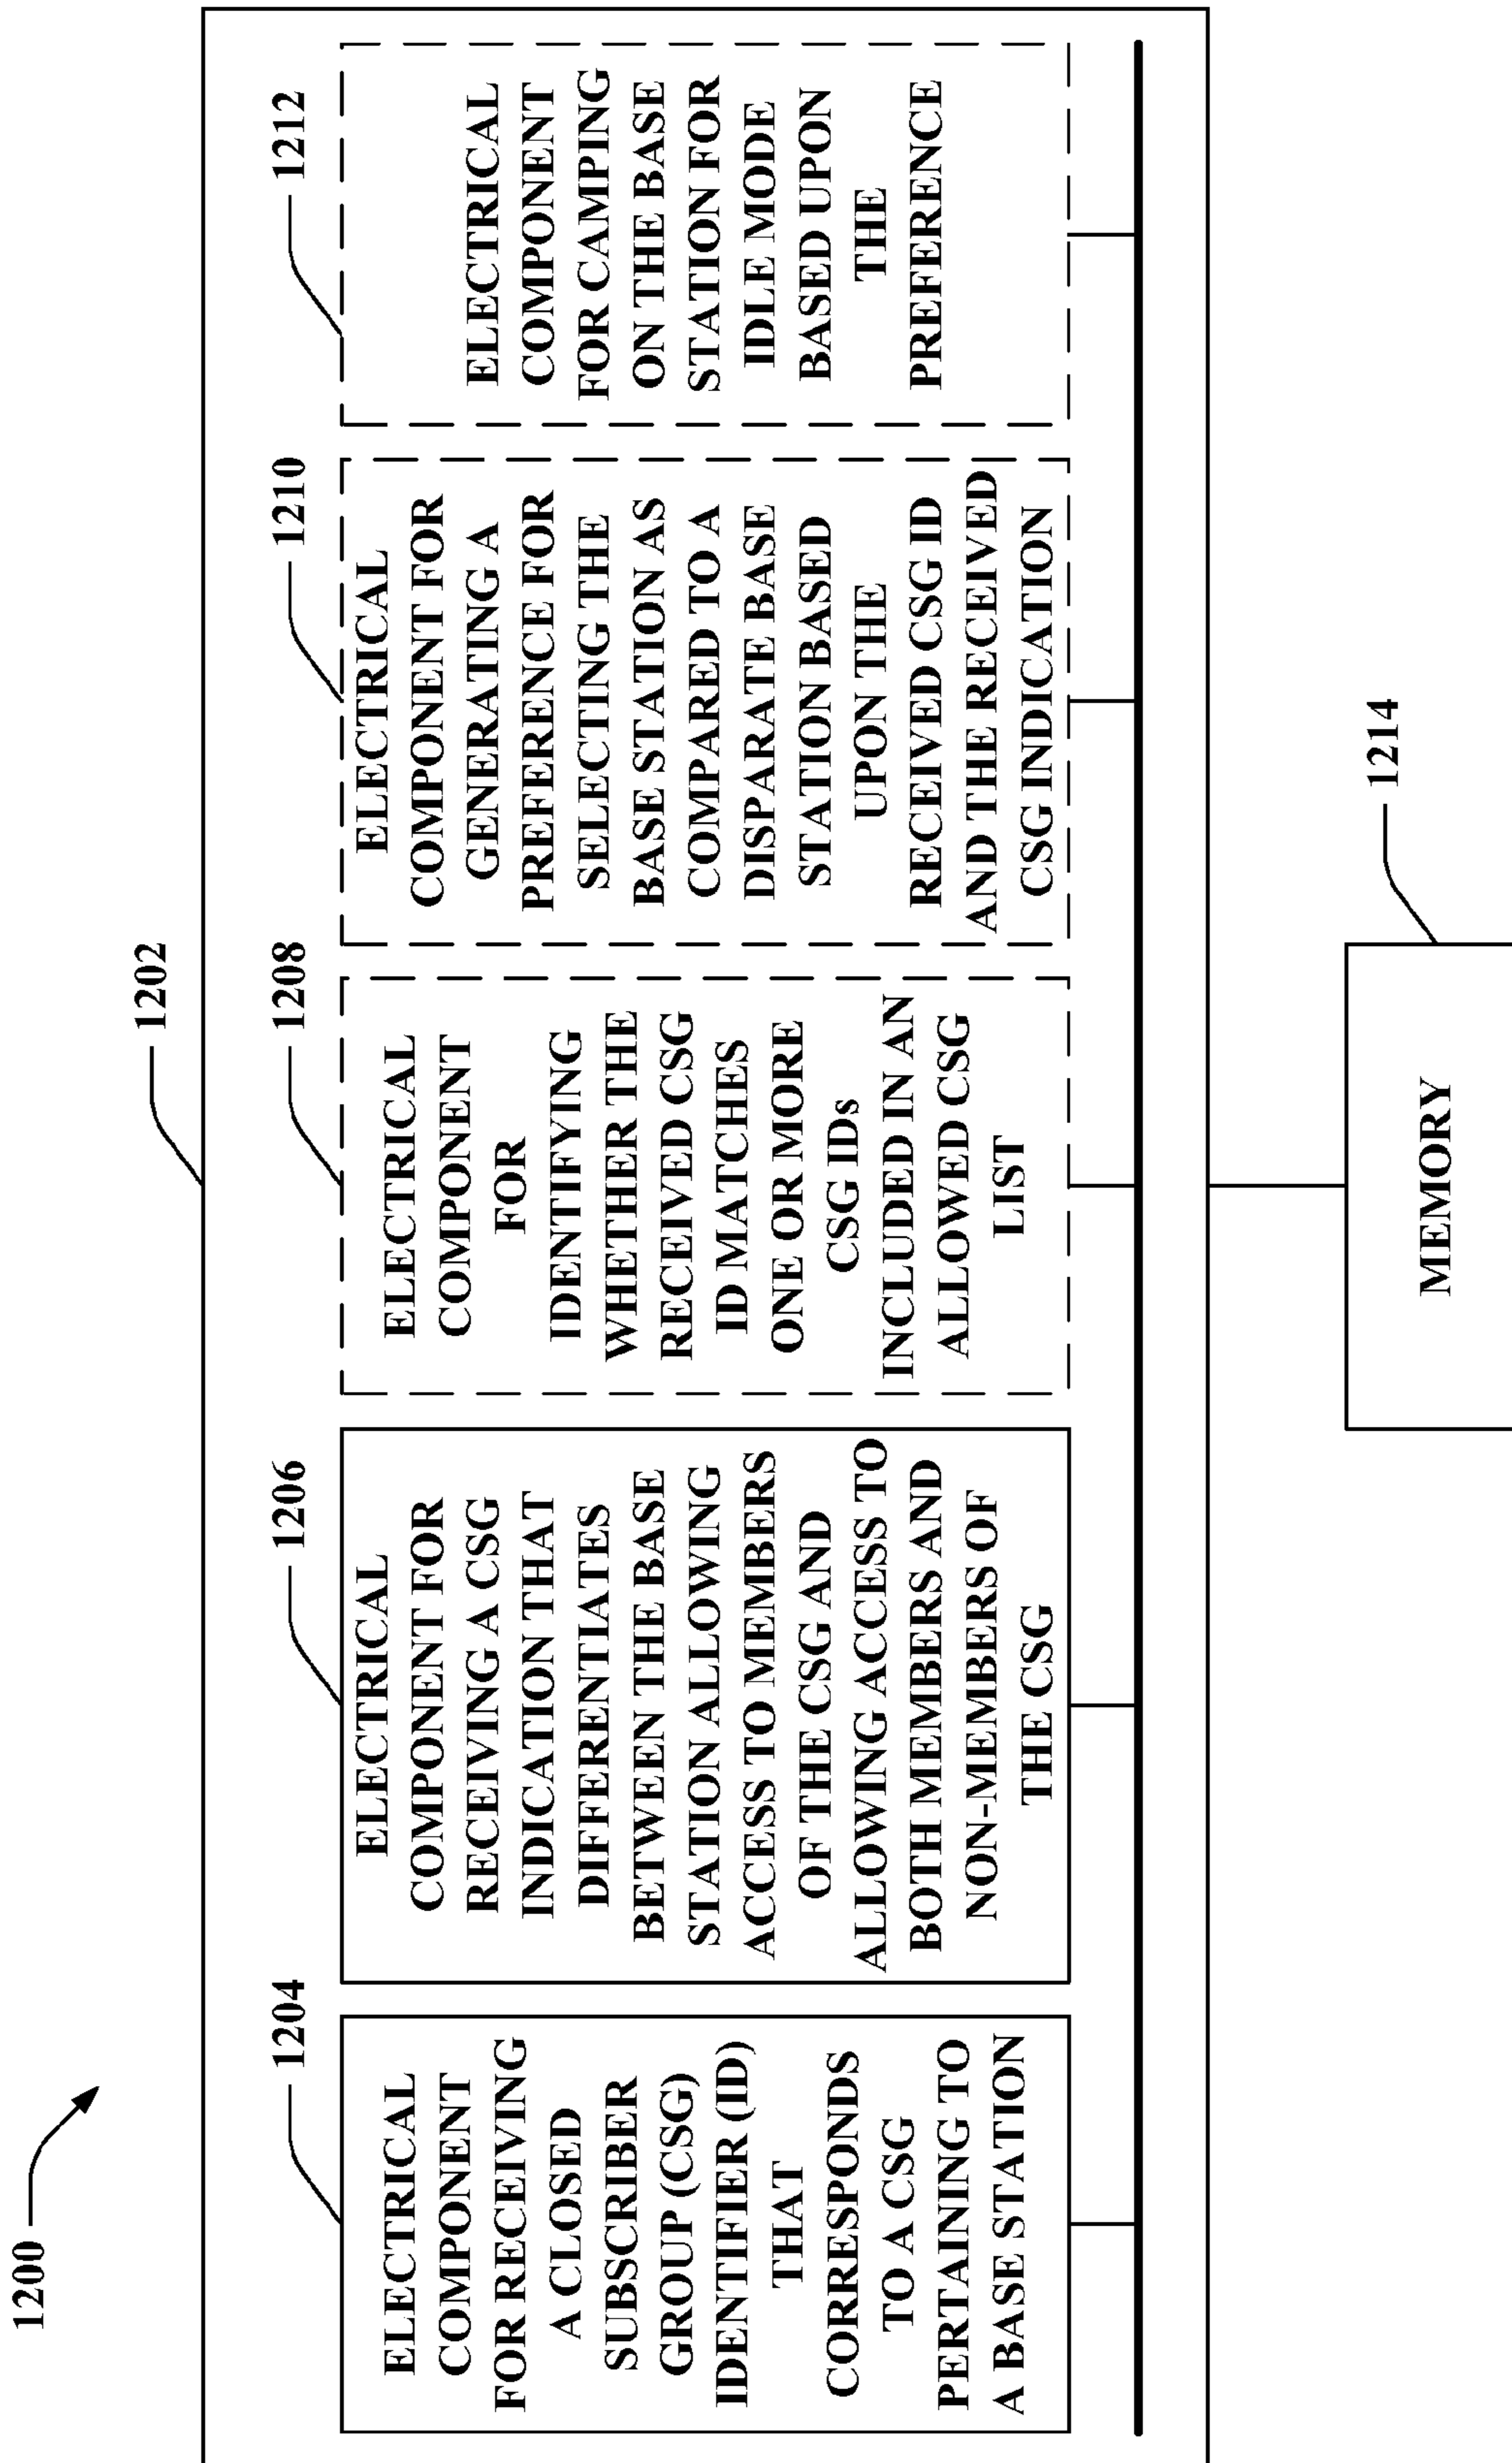 1200
1202
1204
ELECTRICAL
COMPONENT
FOR RECEIVING
A CLOSED
SUBSCRIBER
GROUP (CSG)
IDENTIFIER (ID)
THAT
CORRESPONDS
TO A CSG
PERTAINING TO
A BASE STATION
1206
ELECTRICAL
COMPONENT FOR
RECEIVING A CSG
INDICATION THAT
DIFFERENTIATES
BETWEEN THE BASE
STATION ALLOWING
ACCESS TO MEMBERS
OF THE CSG AND
ALLOWING ACCESS TO
BOTH MEMBERS AND
NON-MEMBERS OF
THE CSG
1208
ELECTRICAL
COMPONENT
FOR
IDENTIFYING
WHETHER THE
RECEIVED CSG
ID MATCHES
ONE OR MORE
CSG IDs
INCLUDED IN AN
ALLOWED CSG
LIST
1210
ELECTRICAL
COMPONENT FOR
GENERATING A
PREFERENCE FOR
SELECTING THE
BASE STATION AS
COMPARED TO A
DISPARATE BASE
STATION BASED
UPON THE
RECEIVED CSG ID
AND THE RECEIVED
CSG INDICATION
1212
ELECTRICAL
COMPONENT
FOR CAMPING
ON THE BASE
STATION FOR
IDLE MODE
BASED UPON
THE
PREFERENCE
1214
MEMORY